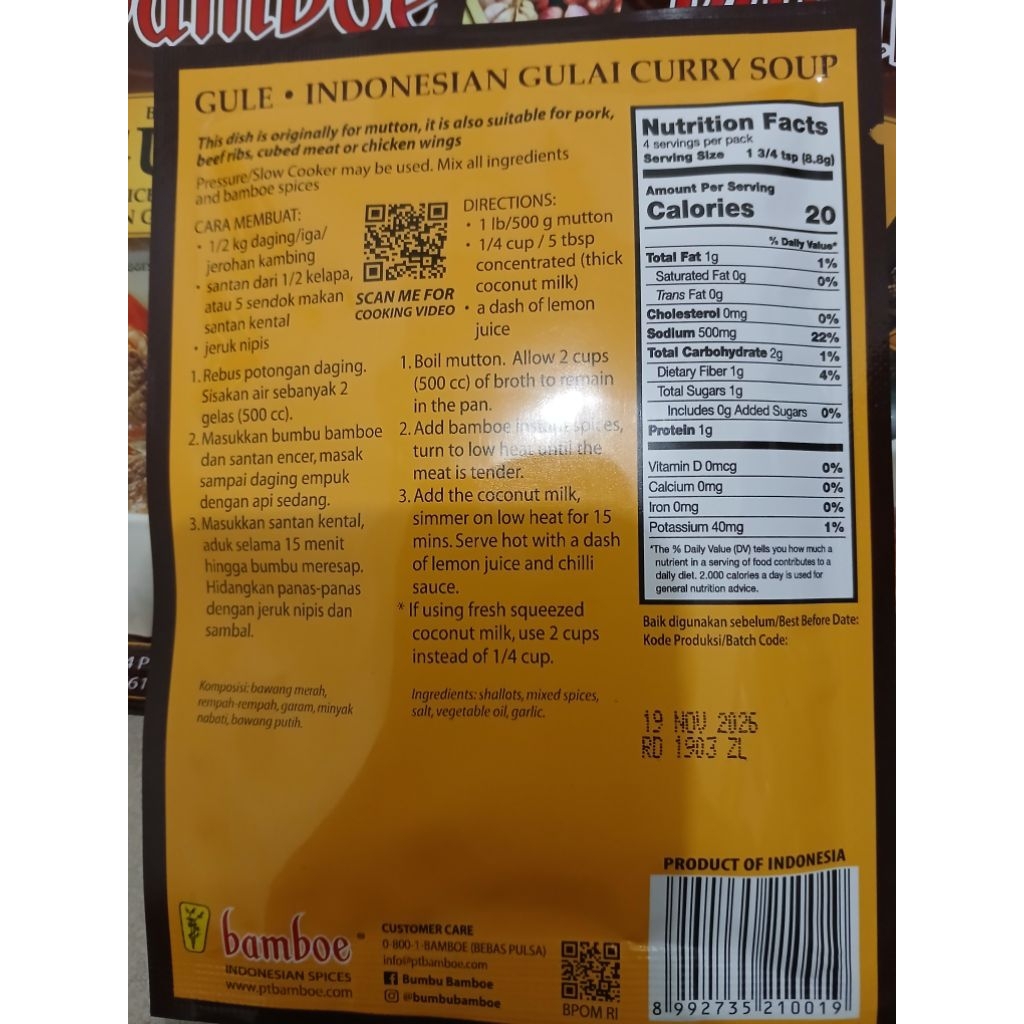 bamboe
GULE • INDONESIAN GULAI CURRY SOUP
This dish is originally for mutton, it is also suitable for pork,
beef ribs, cubed meat or chicken wings
Pressure/Slow Cooker may be used. Mix all ingredients
and bamboe spices
CARA MEMBUAT:
• 1/2 kg daging/iga/
jerohan kambing
• santan dari 1/2 kelapa,
atau 5 sendok makan
santan kental
• jeruk nipis
SCAN ME FOR
COOKING VIDEO
DIRECTIONS:
• 1 lb/500 g mutton
• 1/4 cup / 5 tbsp
concentrated (thick
coconut milk)
• a dash of lemon
juice
1. Rebus potongan daging.
Sisakan air sebanyak 2
gelas (500 cc).
2. Masukkan bumbu bamboe
dan santan encer, masak
sampai daging empuk
dengan api sedang.
3. Masukkan santan kental,
aduk selama 15 menit
hingga bumbu meresap.
Hidangkan panas-panas
dengan jeruk nipis dan
sambal.
1. Boil mutton. Allow 2 cups
(500 cc) of broth to remain
in the pan.
2. Add bamboe instant spices,
turn to low heat until the
meat is tender.
3. Add the coconut milk,
simmer on low heat for 15
mins. Serve hot with a dash
of lemon juice and chilli
sauce.
* If using fresh squeezed
coconut milk, use 2 cups
instead of 1/4 cup.
Komposisi: bawang merah,
rempah-rempah, garam, minyak
nabati, bawang putih.
Ingredients: shallots, mixed spices,
salt, vegetable oil, garlic.
Nutrition Facts
4 servings per pack
Serving Size 1 3/4 tsp (8.8g)
Amount Per Serving
Calories 20
% Daily Value*
Total Fat 1g 1%
Saturated Fat 0g 0%
Trans Fat 0g
Cholesterol 0mg 0%
Sodium 500mg 22%
Total Carbohydrate 2g 1%
Dietary Fiber 1g 4%
Total Sugars 1g
Includes 0g Added Sugars 0%
Protein 1g
Vitamin D 0mcg 0%
Calcium 0mg 0%
Iron 0mg 0%
Potassium 40mg 1%
*The % Daily Value (DV) tells you how much a
nutrient in a serving of food contributes to a
daily diet. 2.000 calories a day is used for
general nutrition advice.
Baik digunakan sebelum/Best Before Date:
Kode Produksi/Batch Code:
19 NOV 2026
RD 1903 ZL
PRODUCT OF INDONESIA
8 992735 210019
bamboe
INDONESIAN SPICES
www.ptbamboe.com
CUSTOMER CARE
0-800-1-BAMBOE (BEBAS PULSA)
info@ptbamboe.com
Bumbu Bamboe
@bumbubamboe
BPOM RI